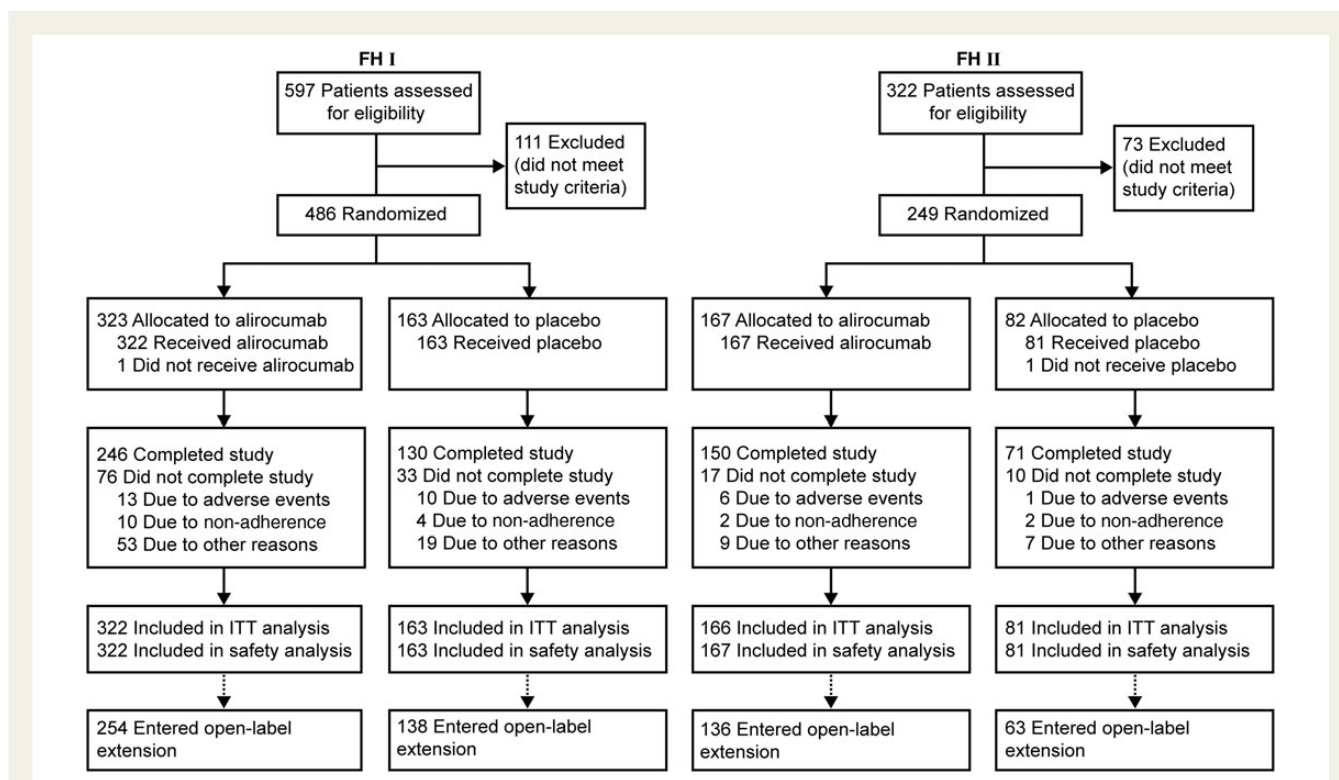 FH I
597 Patients assessed
for eligibility
111 Excluded
(did not meet
study criteria)
486 Randomized
323 Allocated to alirocumab
322 Received alirocumab
1 Did not receive alirocumab
163 Allocated to placebo
163 Received placebo
246 Completed study
76 Did not complete study
13 Due to adverse events
10 Due to non-adherence
53 Due to other reasons
130 Completed study
33 Did not complete study
10 Due to adverse events
4 Due to non-adherence
19 Due to other reasons
322 Included in ITT analysis
322 Included in safety analysis
163 Included in ITT analysis
163 Included in safety analysis
254 Entered open-label
extension
138 Entered open-label
extension
FH II
322 Patients assessed
for eligibility
73 Excluded
(did not meet
study criteria)
249 Randomized
167 Allocated to alirocumab
167 Received alirocumab
82 Allocated to placebo
81 Received placebo
1 Did not receive placebo
150 Completed study
17 Did not complete study
6 Due to adverse events
2 Due to non-adherence
9 Due to other reasons
71 Completed study
10 Did not complete study
1 Due to adverse events
2 Due to non-adherence
7 Due to other reasons
166 Included in ITT analysis
167 Included in safety analysis
81 Included in ITT analysis
81 Included in safety analysis
136 Entered open-label
extension
63 Entered open-label
extension